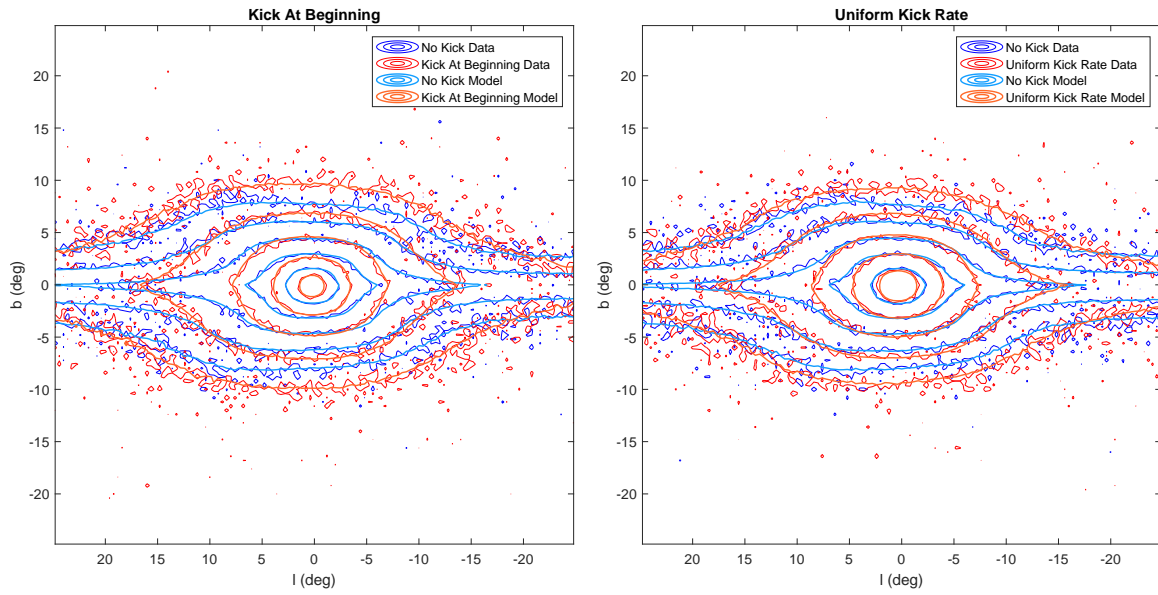 Kick At Beginning
No Kick Data
Kick At Beginning Data
No Kick Model
Kick At Beginning Model
b (deg)
20
15
10
5
0
-5
-10
-15
-20
20 15 10 5 0 -5 -10 -15 -20
l (deg)
Uniform Kick Rate
No Kick Data
Uniform Kick Rate Data
No Kick Model
Uniform Kick Rate Model
b (deg)
20
15
10
5
0
-5
-10
-15
-20
20 15 10 5 0 -5 -10 -15 -20
l (deg)